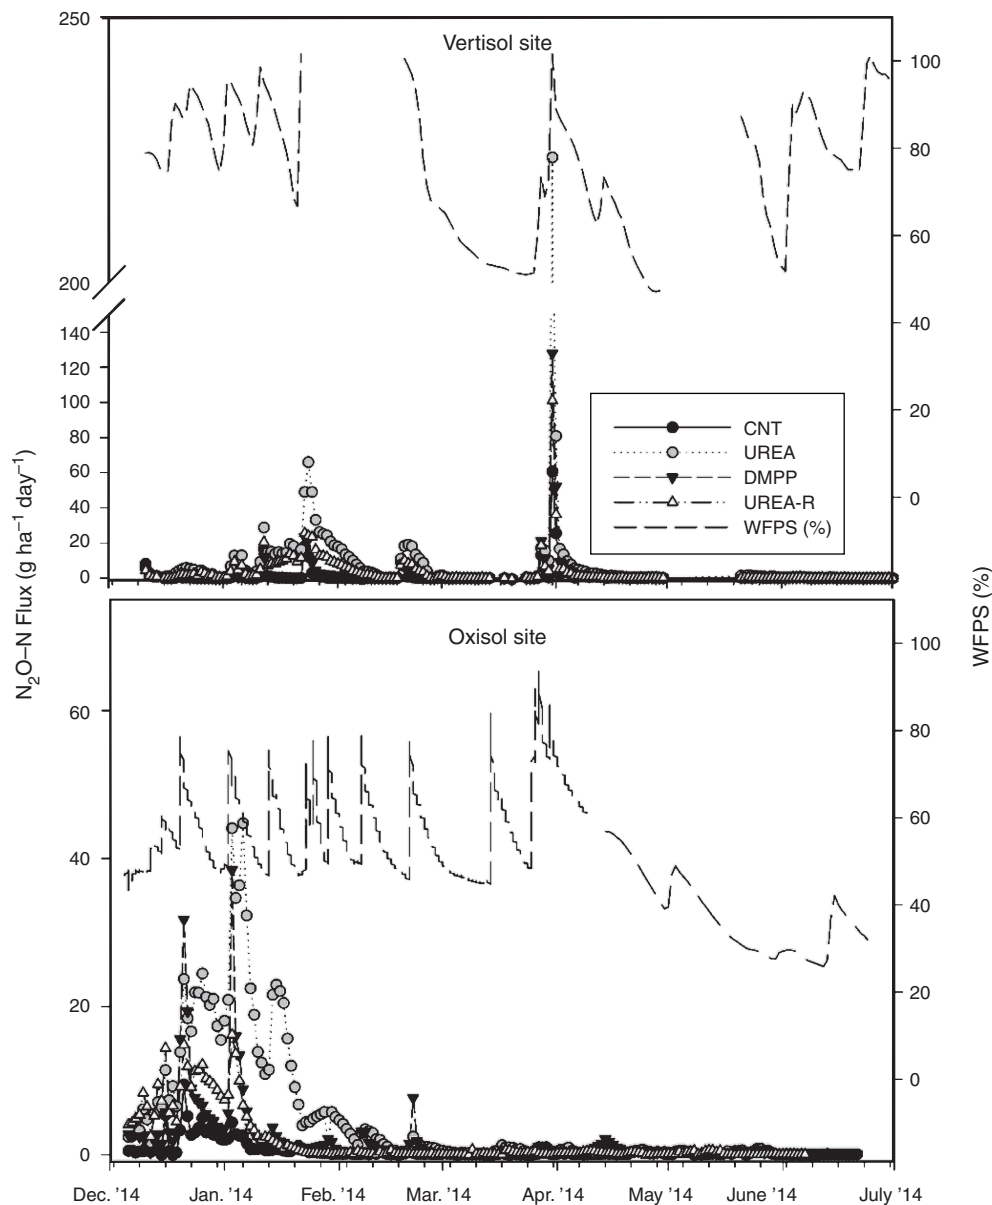 250
Vertisol site
100
80
60
200
40
140
120
20
100
CNT
80
UREA
60
DMPP
0
40
UREA-R
20
WFPS (%)
0
N2O–N Flux (g ha−1 day−1)
WFPS (%)
Oxisol site
100
60
80
60
40
40
20
20
0
0
Dec. '14
Jan. '14
Feb. '14
Mar. '14
Apr. '14
May '14
June '14
July '14